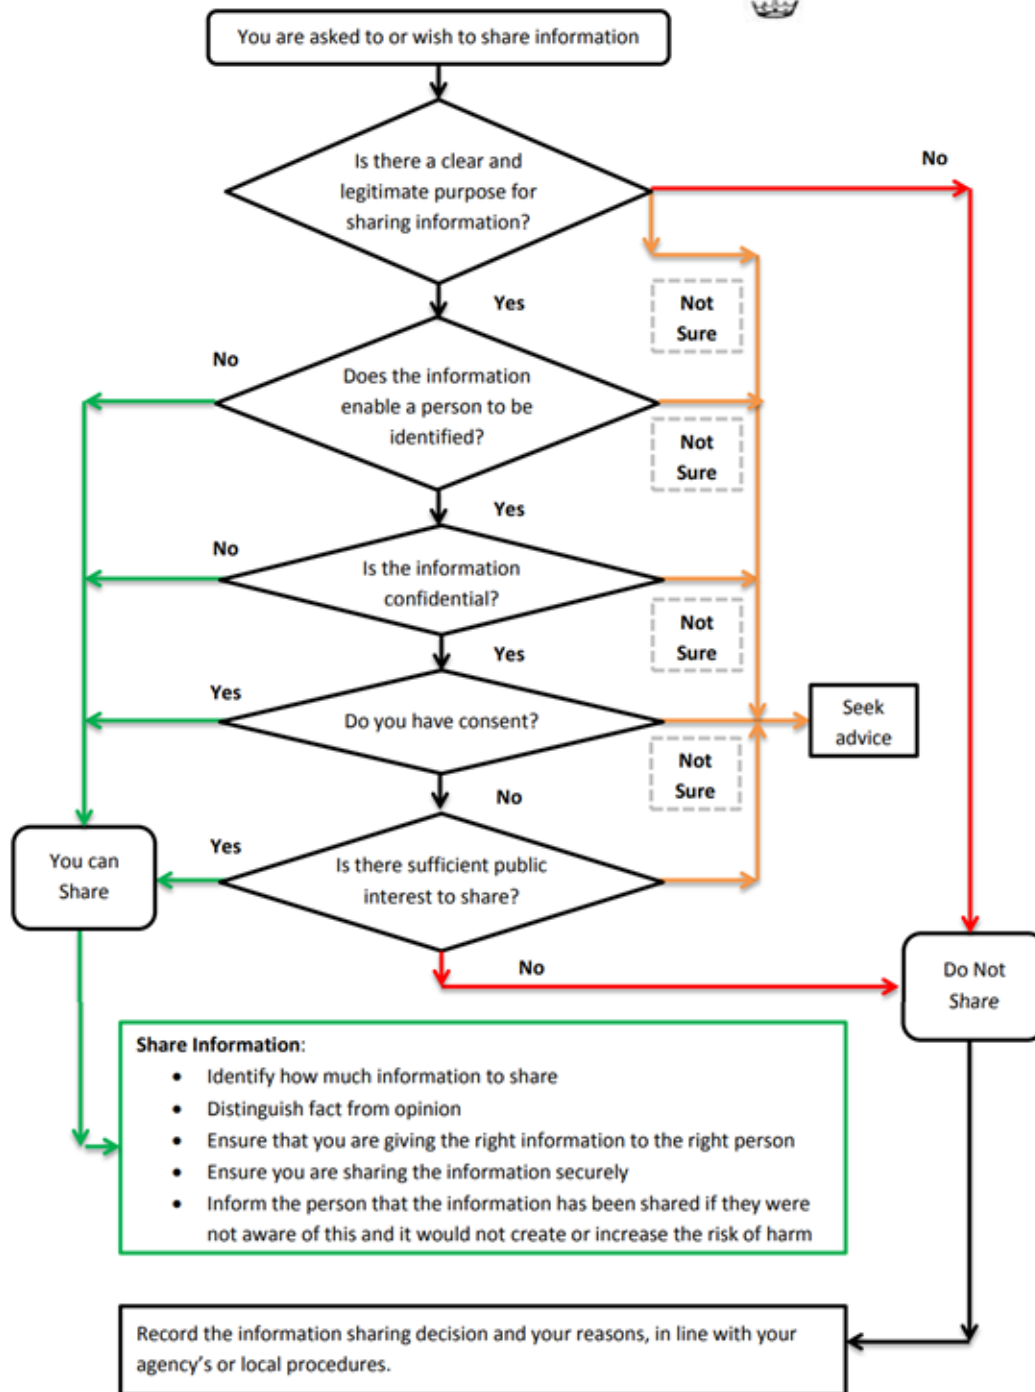 You are asked to or wish to share information
Is there a clear and
legitimate purpose for
sharing information?
No
Yes
Not
Sure
No
Does the information
enable a person to be
identified?
Not
Sure
Yes
No
Is the information
confidential?
Not
Sure
Yes
Yes
Do you have consent?
Seek
advice
Not
Sure
No
Yes
You can
Share
Is there sufficient public
interest to share?
No
Do Not
Share
Share Information:
• Identify how much information to share
• Distinguish fact from opinion
• Ensure that you are giving the right information to the right person
• Ensure you are sharing the information securely
• Inform the person that the information has been shared if they were
not aware of this and it would not create or increase the risk of harm
Record the information sharing decision and your reasons, in line with your
agency's or local procedures.